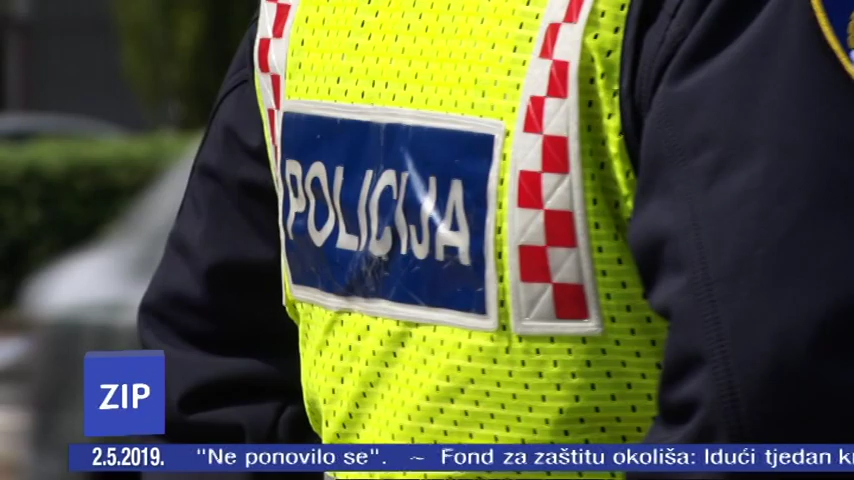 POLICIJA
ZIP
2.5.2019. "Ne ponovilo se". ~ Fond za zaštitu okoliša: Idući tjedan k